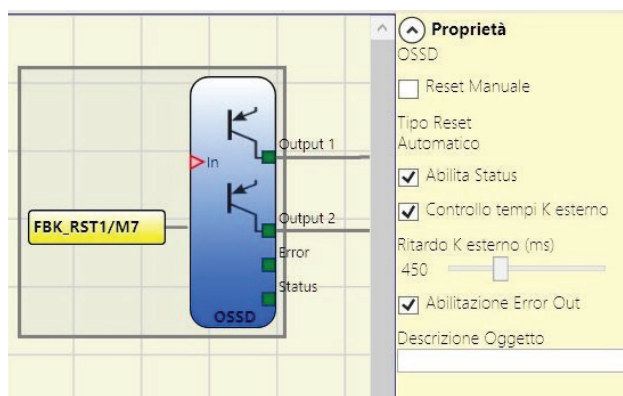 FBK_RST1/M7
In
Output 1
Output 2
Error
Status
OSSD
Proprietà
OSSD
Reset Manuale
Tipo Reset
Automatico
Abilita Status
Controllo tempi K esterno
Ritardo K esterno (ms)
450
Abilitazione Error Out
Descrizione Oggetto